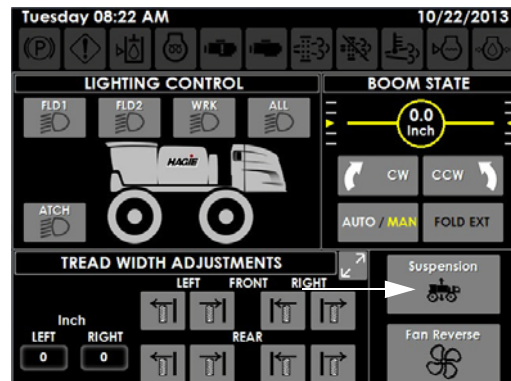 Tuesday 08:22 AM 10/22/2013
(P)
LIGHTING CONTROL
FLD1 FLD2 WRK ALL
HAGIE
ATCH
BOOM STATE
0.0
Inch
CW CCW
AUTO / MAN FOLD EXT
TREAD WIDTH ADJUSTMENTS
LEFT FRONT RIGHT
Inch
LEFT RIGHT
0 0
REAR
Suspension
Fan Reverse